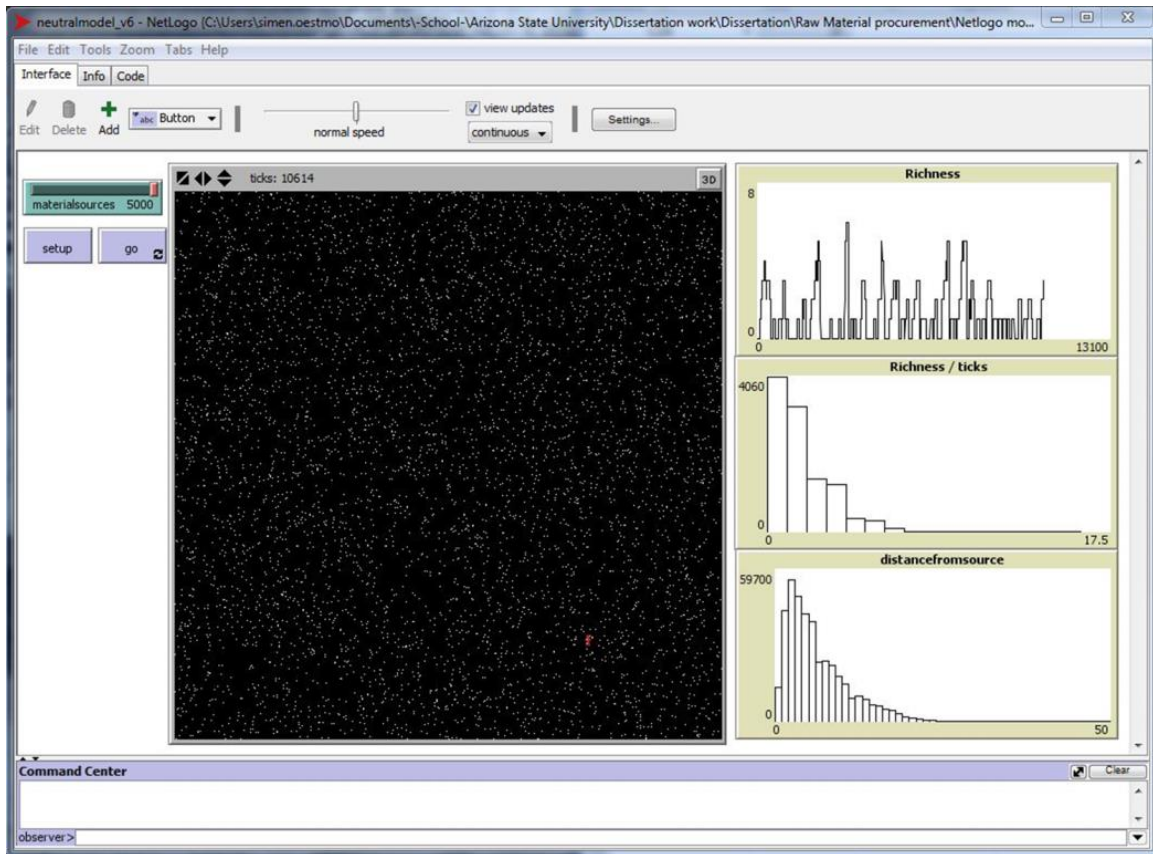 neutralmodel_v6 - NetLogo {C:\Users\simen.oestmo\Documents\-School-\Arizona State University\Dissertation work\Dissertation\Raw Material procurement\Netlogo mo...
File Edit Tools Zoom Tabs Help
Interface Info Code
Edit Delete Add abc Button normal speed view updates continuous Settings...
materialsources 5000
setup go
ticks: 10614 3D
Richness
8
0
0 13100
Richness / ticks
4060
0
0 17.5
distancefromsource
59700
0
0 50
Command Center Clear
observer>